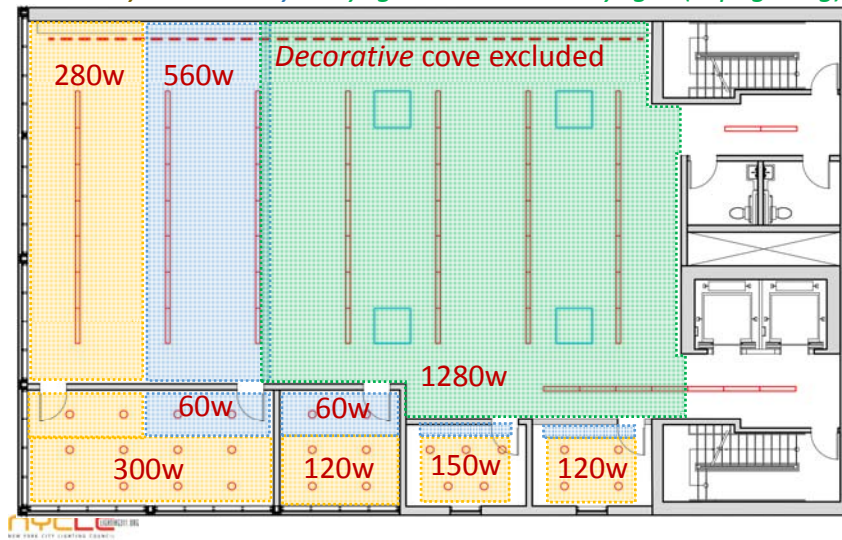 Decorative cove excluded
280w
560w
1280w
60w
60w
300w
120w
150w
120w
NYCLC
NEW YORK CITY LIGHTING COUNCIL